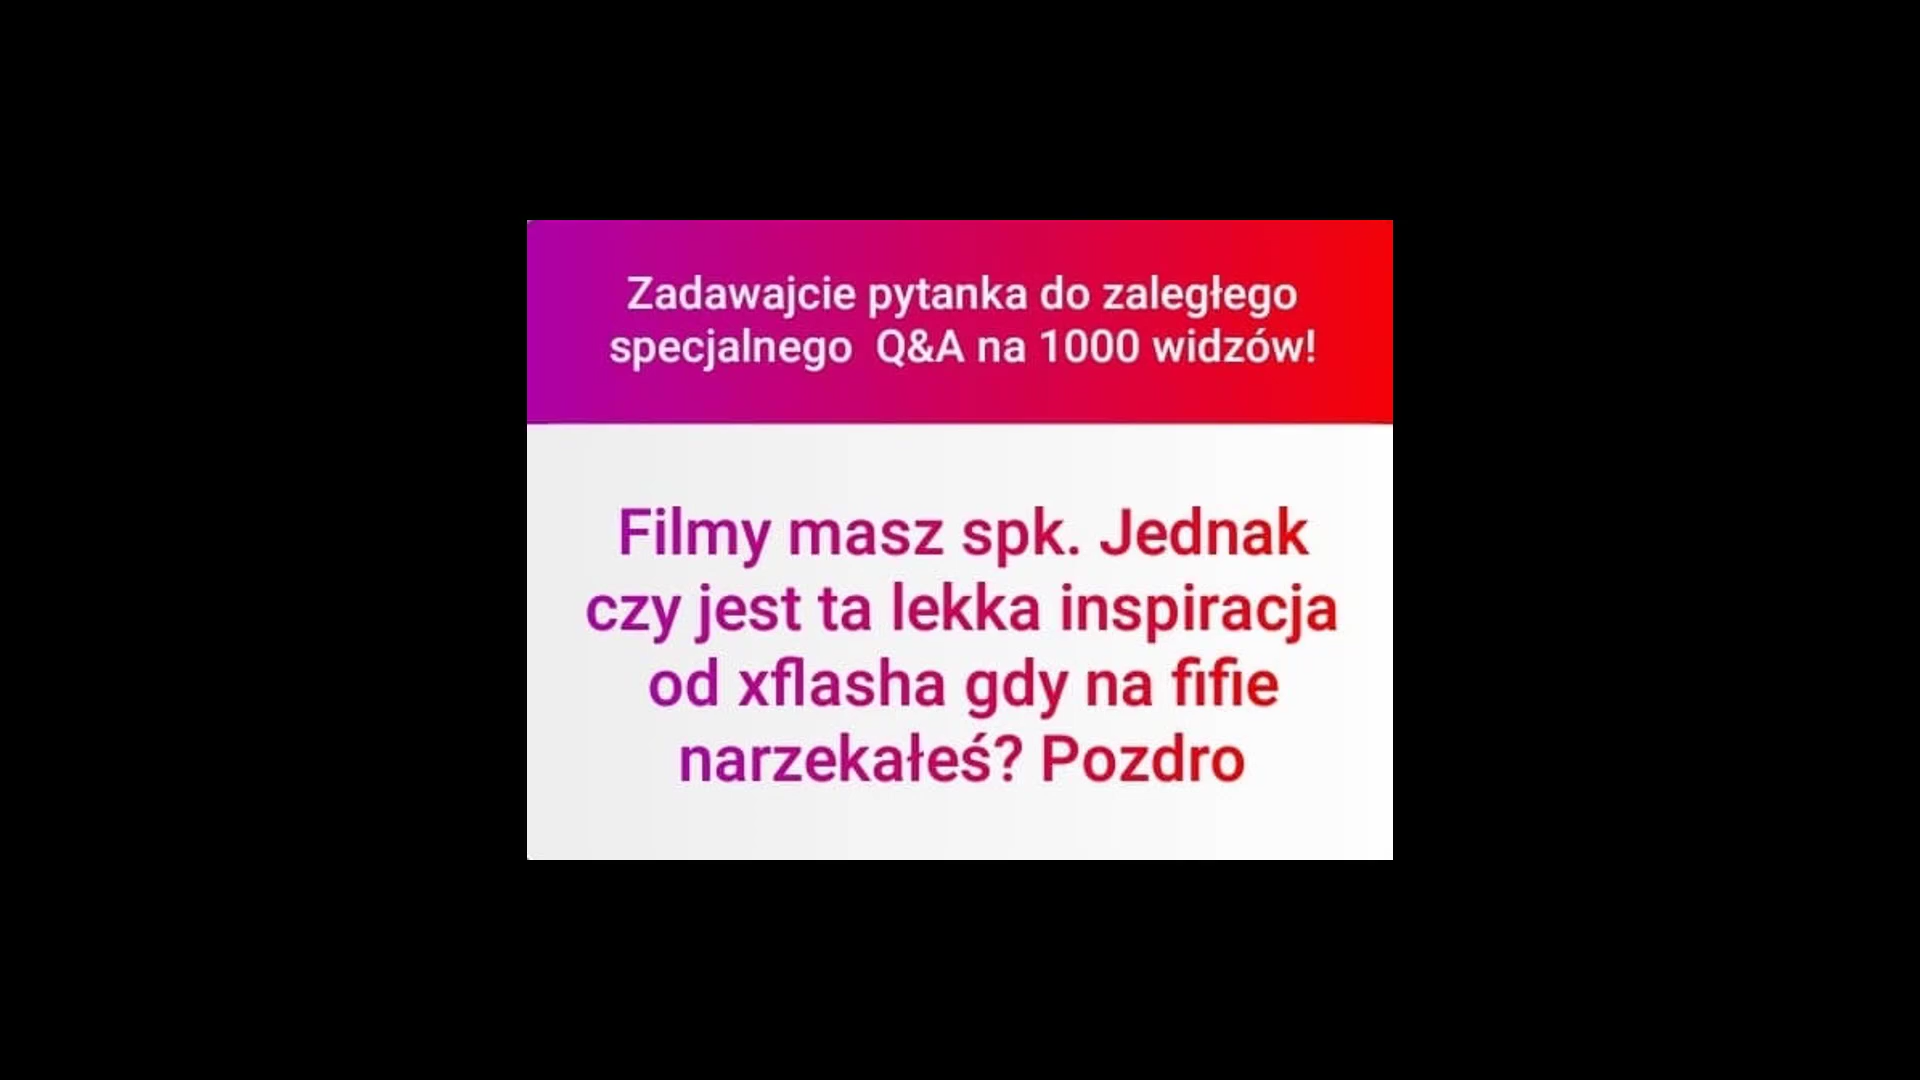 Zadawajcie pytanka do zaległego
specjalnego Q&A na 1000 widzów!
Filmy masz spk. Jednak
czy jest ta lekka inspiracja
od xflasha gdy na fifie
narzekałeś? Pozdro